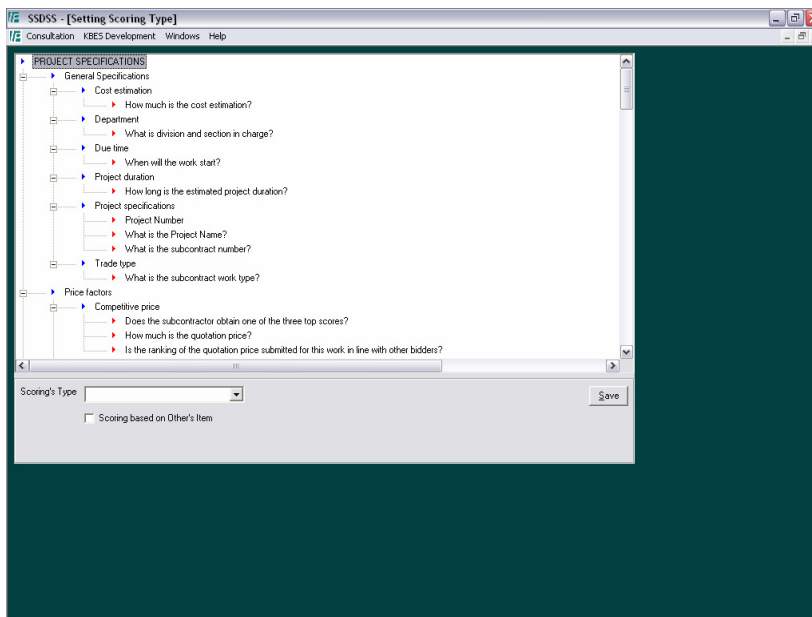 SSDSS - [Setting Scoring Type]
Consultation KBES Development Windows Help
PROJECT SPECIFICATIONS
General Specifications
Cost estimation
How much is the cost estimation?
Department
What is division and section in charge?
Due time
When will the work start?
Project duration
How long is the estimated project duration?
Project specifications
Project Number
What is the Project Name?
What is the subcontract number?
Trade type
What is the subcontract work type?
Price factors
Competitive price
Does the subcontractor obtain one of the three top scores?
How much is the quotation price?
Is the ranking of the quotation price submitted for this work in line with other bidders?
Scoring's Type
Save
Scoring based on Other's Item